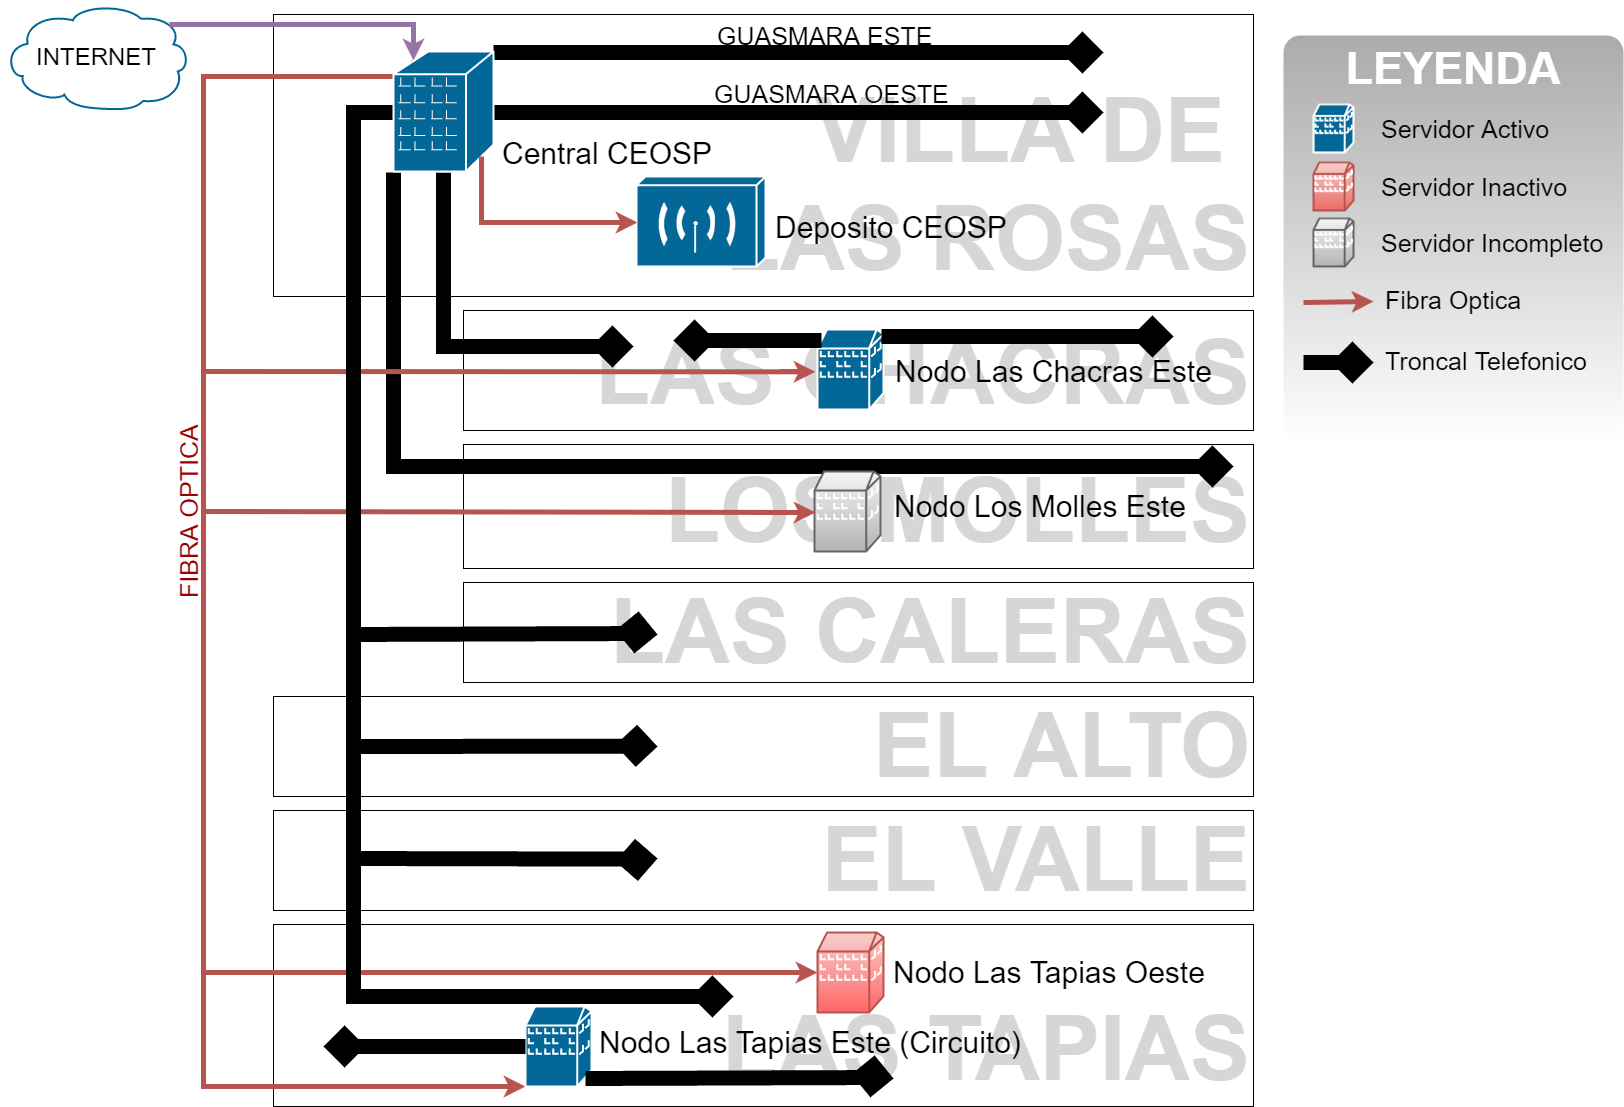 INTERNET
GUASMARA ESTE
GUASMARA OESTE
VILLA DE
LAS ROSAS
Central CEOSP
Deposito CEOSP
LAS CHACRAS
Nodo Las Chacras Este
LOS MOLLES
Nodo Los Molles Este
FIBRA OPTICA
LAS CALERAS
EL ALTO
EL VALLE
Nodo Las Tapias Oeste
Nodo Las Tapias Este (Circuito)
LAS TAPIAS
LEYENDA
Servidor Activo
Servidor Inactivo
Servidor Incompleto
Fibra Optica
Troncal Telefonico